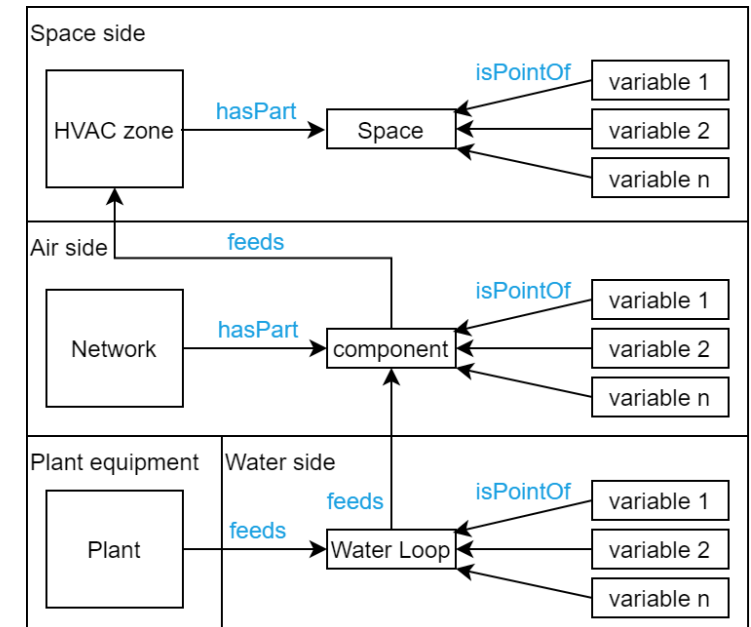 Space side
isPointOf
variable 1
HVAC zone
hasPart
Space
variable 2
variable n
Air side
feeds
isPointOf
variable 1
Network
hasPart
component
variable 2
variable n
Plant equipment
Water side
isPointOf
variable 1
feeds
Plant
feeds
Water Loop
variable 2
variable n